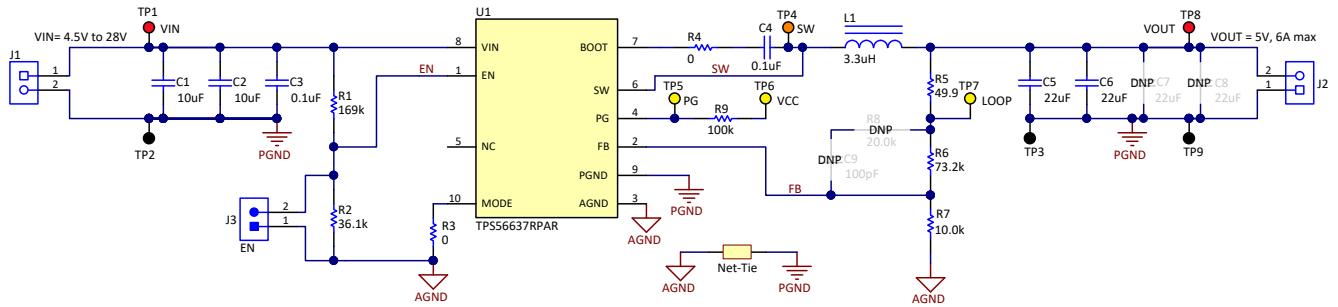 TP1
VIN
VIN= 4.5V to 28V
J1
1
2
C1
10uF
C2
10uF
C3
0.1uF
TP2
PGND
R1
169k
EN
J3
2
1
EN
R2
36.1k
R3
0
AGND
U1
8
VIN
1
EN
5
NC
10
MODE
BOOT
7
SW
6
PG
4
FB
2
PGND
9
AGND
3
TPS56637RPAR
R4
0
C4
0.1uF
TP4
SW
SW
TP5
PG
R9
100k
TP6
VCC
PGND
AGND
AGND
Net-Tie
PGND
L1
3.3uH
R5
49.9
TP7
LOOP
R8
DNP
20.0k
DNP
C9
100pF
FB
R6
73.2k
R7
10.0k
AGND
C5
22uF
C6
22uF
DNP
C7
22uF
DNP
C8
22uF
TP3
PGND
TP9
TP8
VOUT
VOUT = 5V, 6A max
2
1
J2